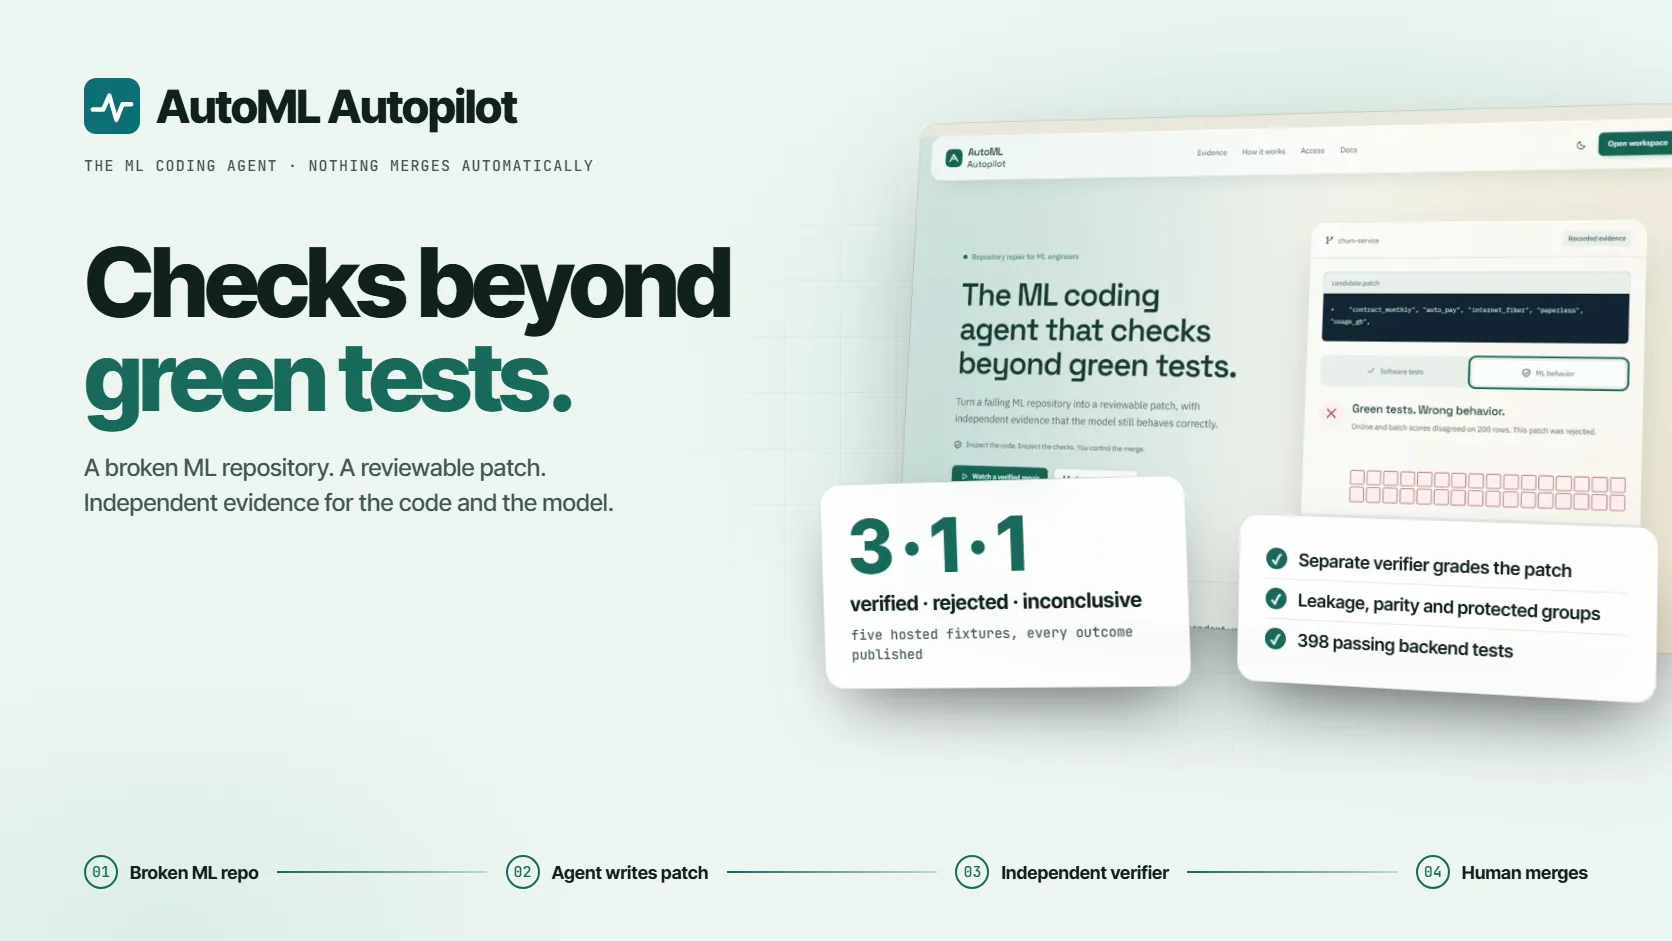 AutoML Autopilot
THE ML CODING AGENT · NOTHING MERGES AUTOMATICALLY
Checks beyond
green tests.
A broken ML repository. A reviewable patch.
Independent evidence for the code and the model.
AutoML
Autopilot
Evidence
How it works
Access
Docs
Open workspace
Repository repair for ML engineers
The ML coding
agent that checks
beyond green tests.
Turn a failing ML repository into a reviewable patch, with
independent evidence that the model still behaves correctly.
Inspect the code. Inspect the checks. You control the merge.
Watch a verified repair
churn-service
Recorded evidence
candidate patch
+ "contract_monthly", "auto_pay", "internet_fiber", "paperless",
"usage_gb",
Software tests
ML behavior
Green tests. Wrong behavior.
Online and batch scores disagreed on 200 rows. This patch was rejected.
3·1·1
verified · rejected · inconclusive
five hosted fixtures, every outcome
published
Separate verifier grades the patch
Leakage, parity and protected groups
398 passing backend tests
01 Broken ML repo
02 Agent writes patch
03 Independent verifier
04 Human merges